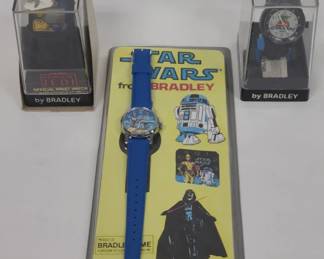 JEDI
OFFICIAL WRIST WATCH
by BRADLEY
STAR
WARS
from BRADLEY
by BRADLEY
BRADLEY TIME